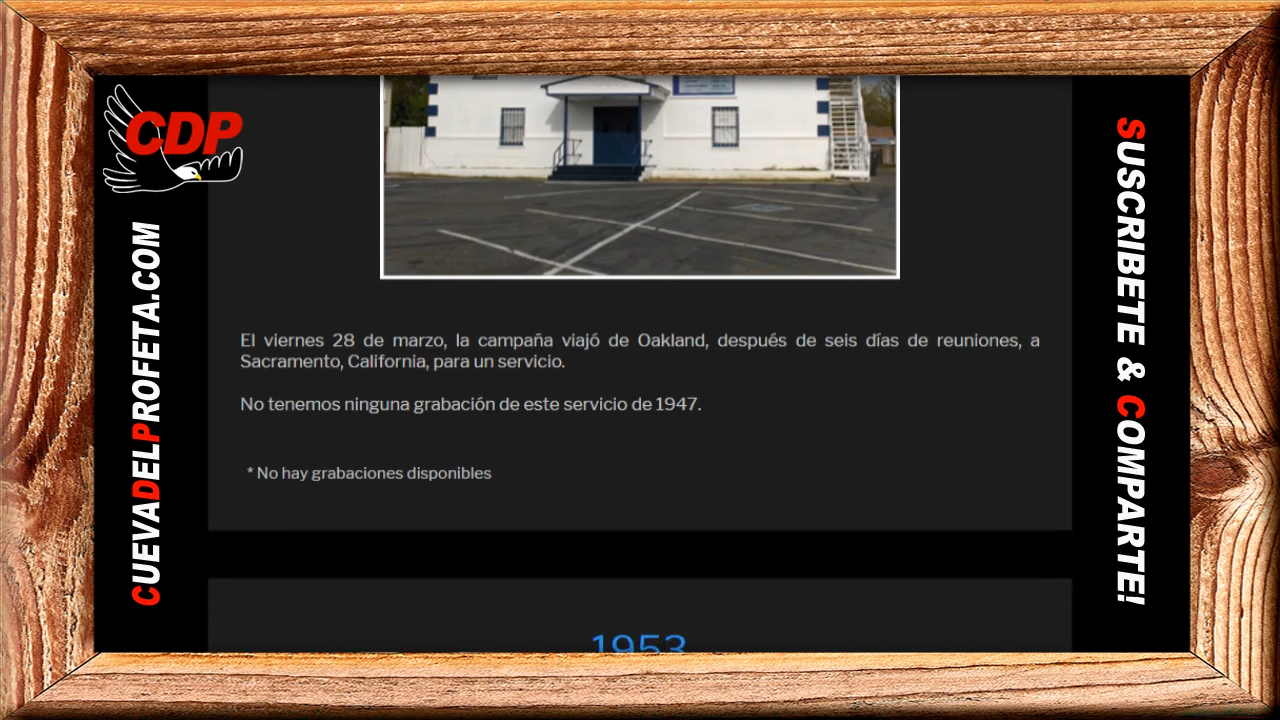 CDP
CUEVADELPROFETA.COM
SUSCRIBETE & COMPARTE!
El viernes 28 de marzo, la campaña viajó de Oakland, después de seis días de reuniones, a
Sacramento, California, para un servicio.
No tenemos ninguna grabación de este servicio de 1947.
* No hay grabaciones disponibles
1953